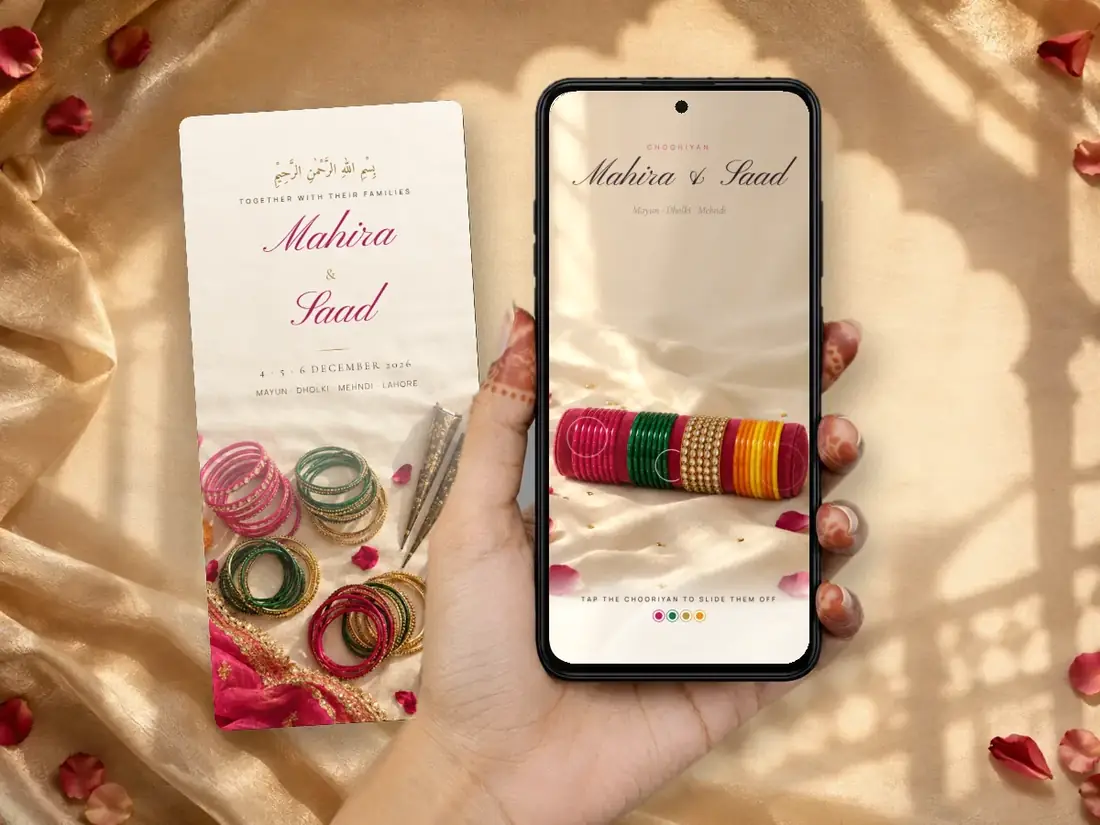 بِسْمِ اللهِ الرَّحْمٰنِ الرَّحِيْمِ
TOGETHER WITH THEIR FAMILIES
Mahira
&
Saad
4 · 5 · 6 DECEMBER 2026
MAYUN · DHOLKI · MEHNDI · LAHORE
CHOORIYAN
Mahira & Saad
Mayun · Dholki · Mehndi
TAP THE CHOORIYAN TO SLIDE THEM OFF